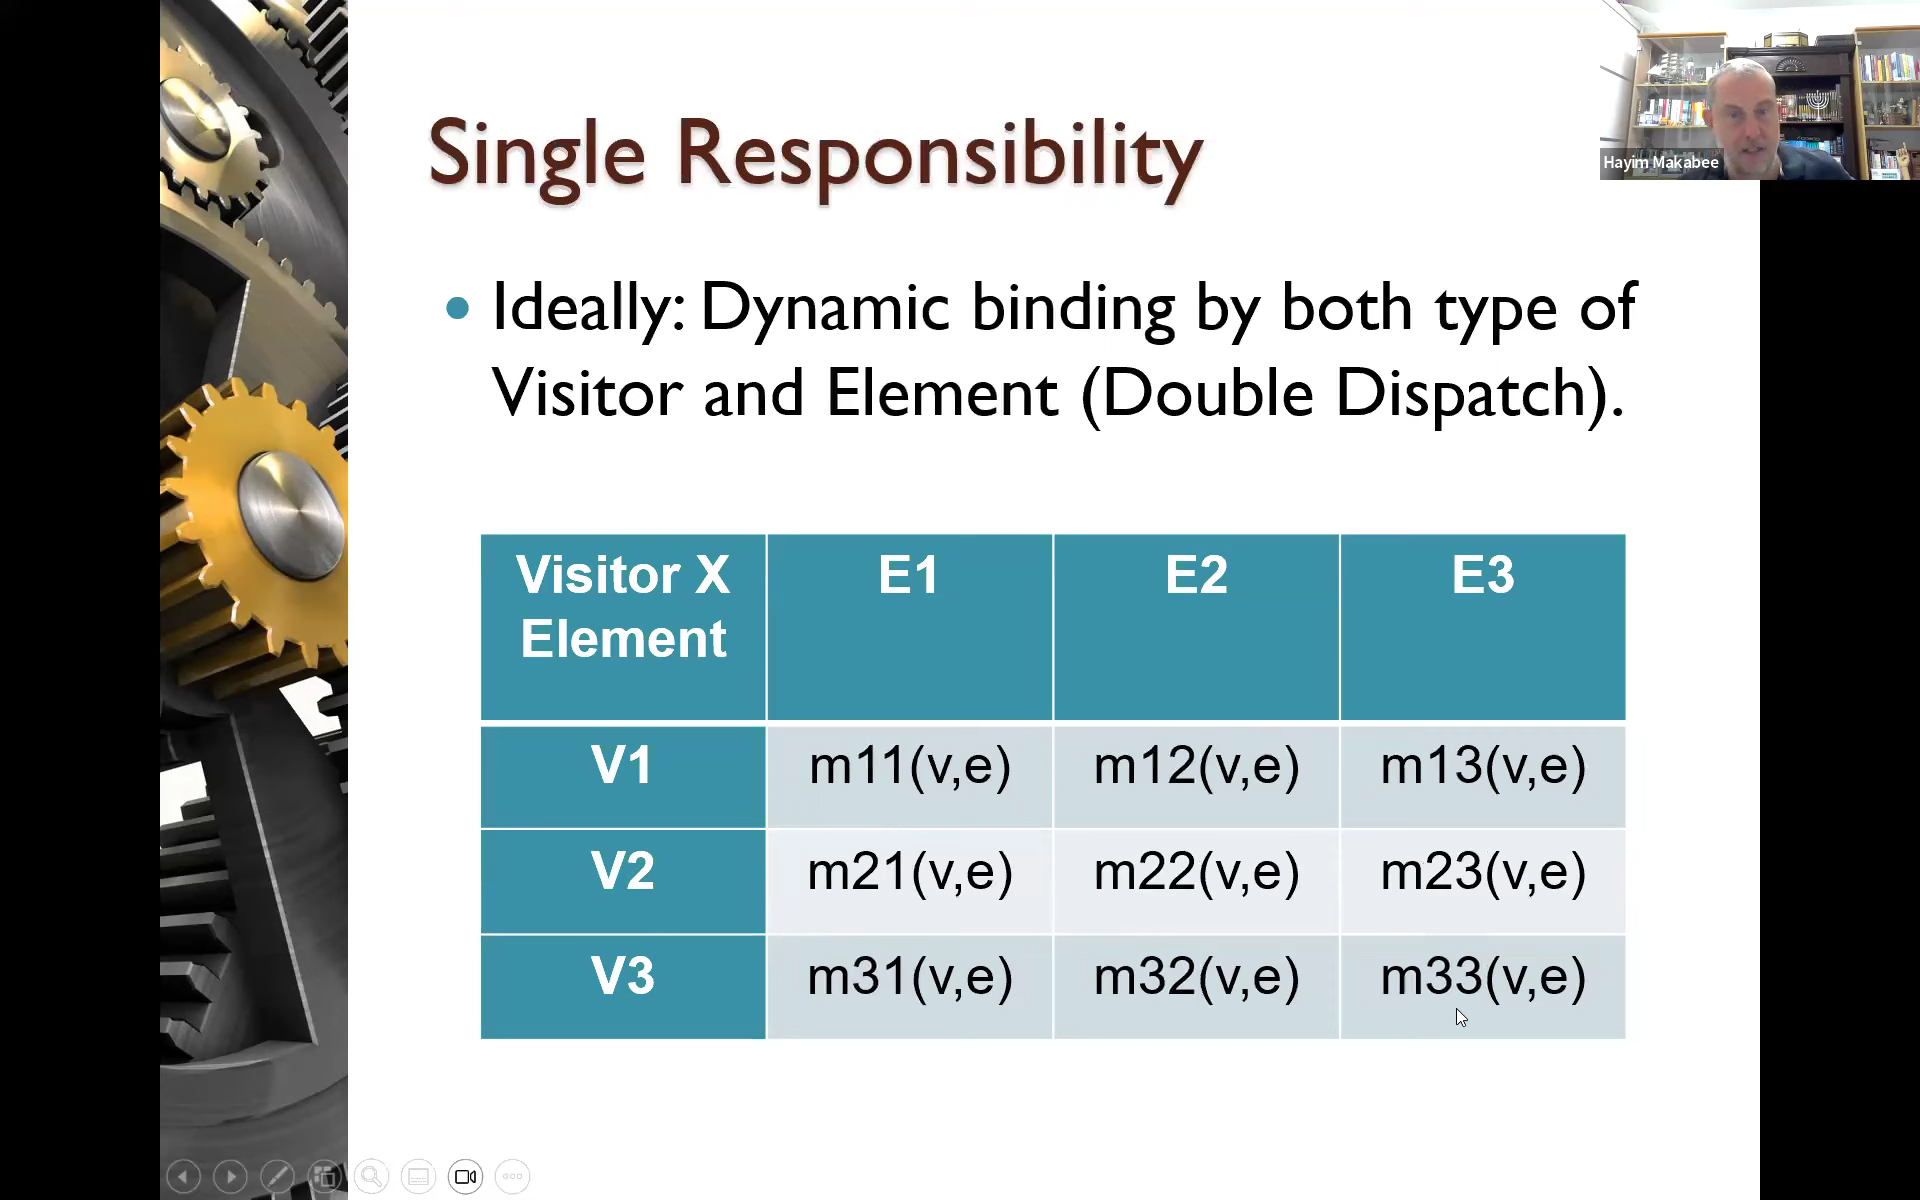 Single Responsibility
Hayim Makabee
• Ideally: Dynamic binding by both type of
Visitor and Element (Double Dispatch).
Visitor X
Element
E1
E2
E3
V1
m11(v,e)
m12(v,e)
m13(v,e)
V2
m21(v,e)
m22(v,e)
m23(v,e)
V3
m31(v,e)
m32(v,e)
m33(v,e)